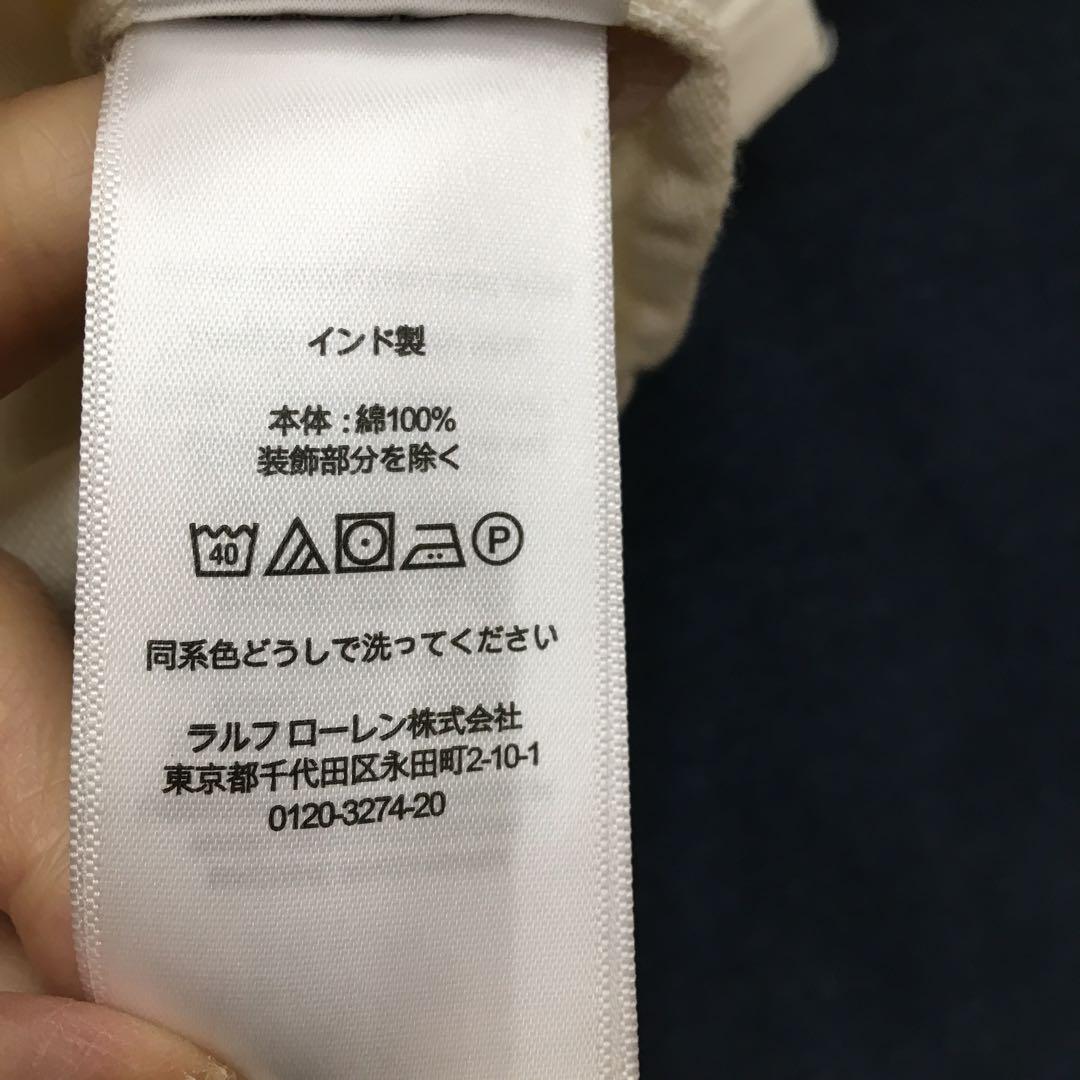 インド製
本体 : 綿100%
装飾部分を除く
40 P
同系色どうしで洗ってください
ラルフ ローレン株式会社
東京都千代田区永田町2-10-1
0120-3274-20